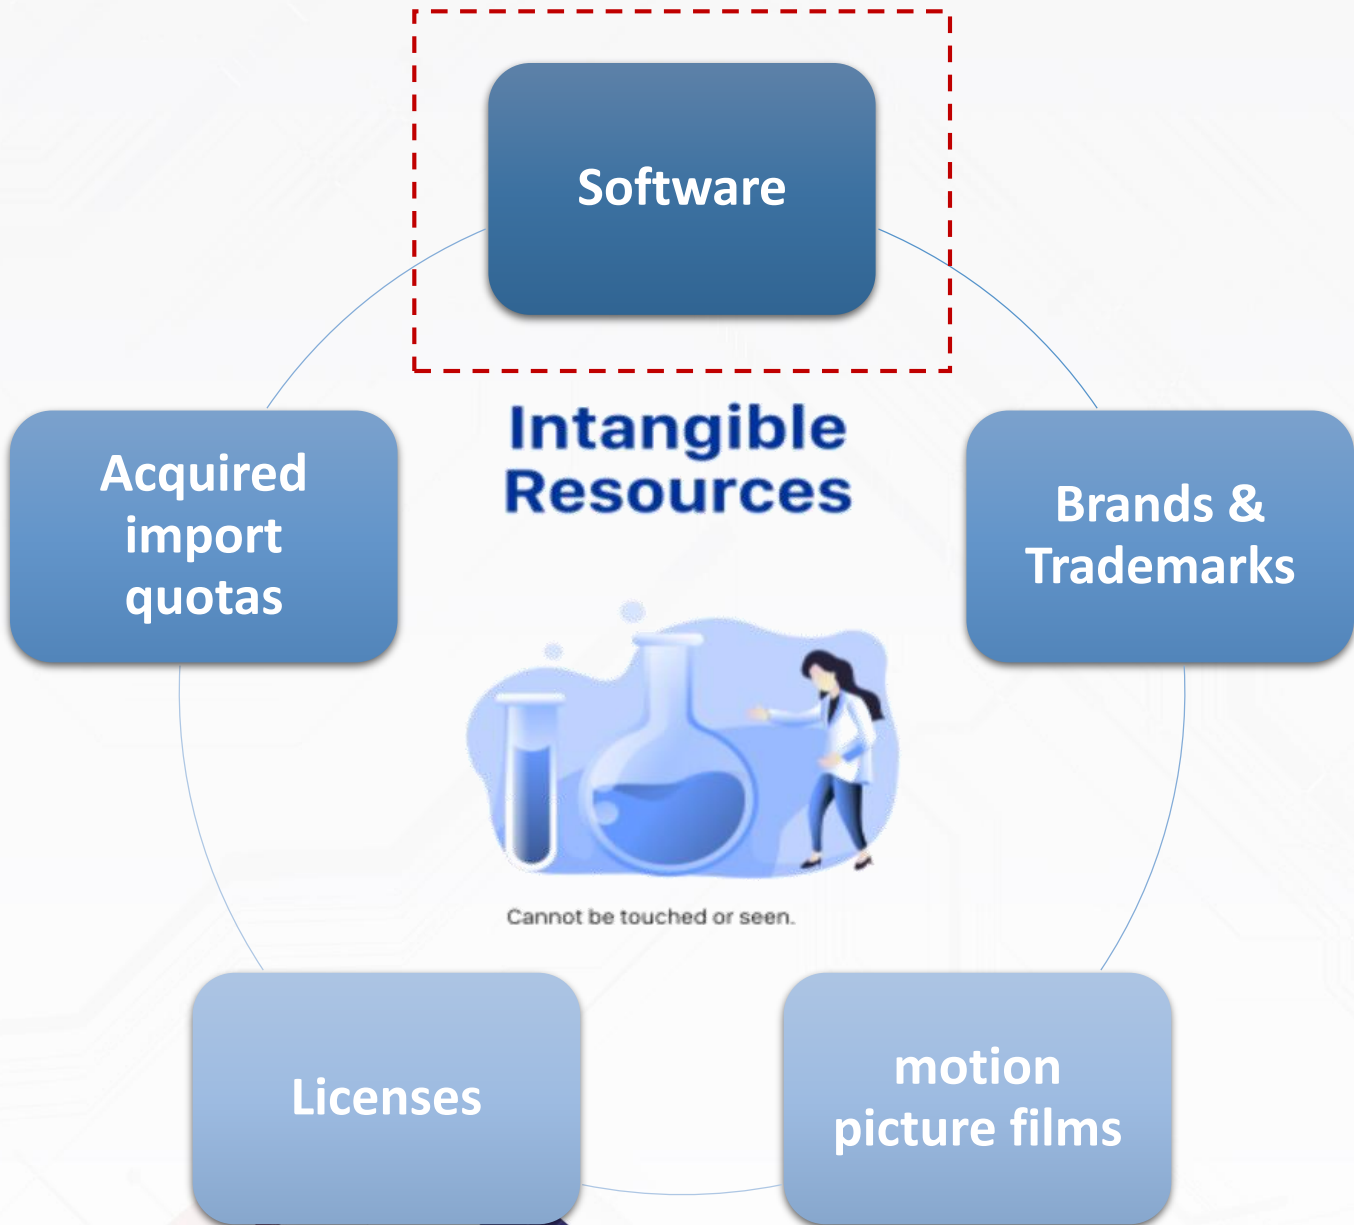 Software
Intangible
Resources
Acquired
import
quotas
Brands &
Trademarks
Cannot be touched or seen.
Licenses
motion
picture films